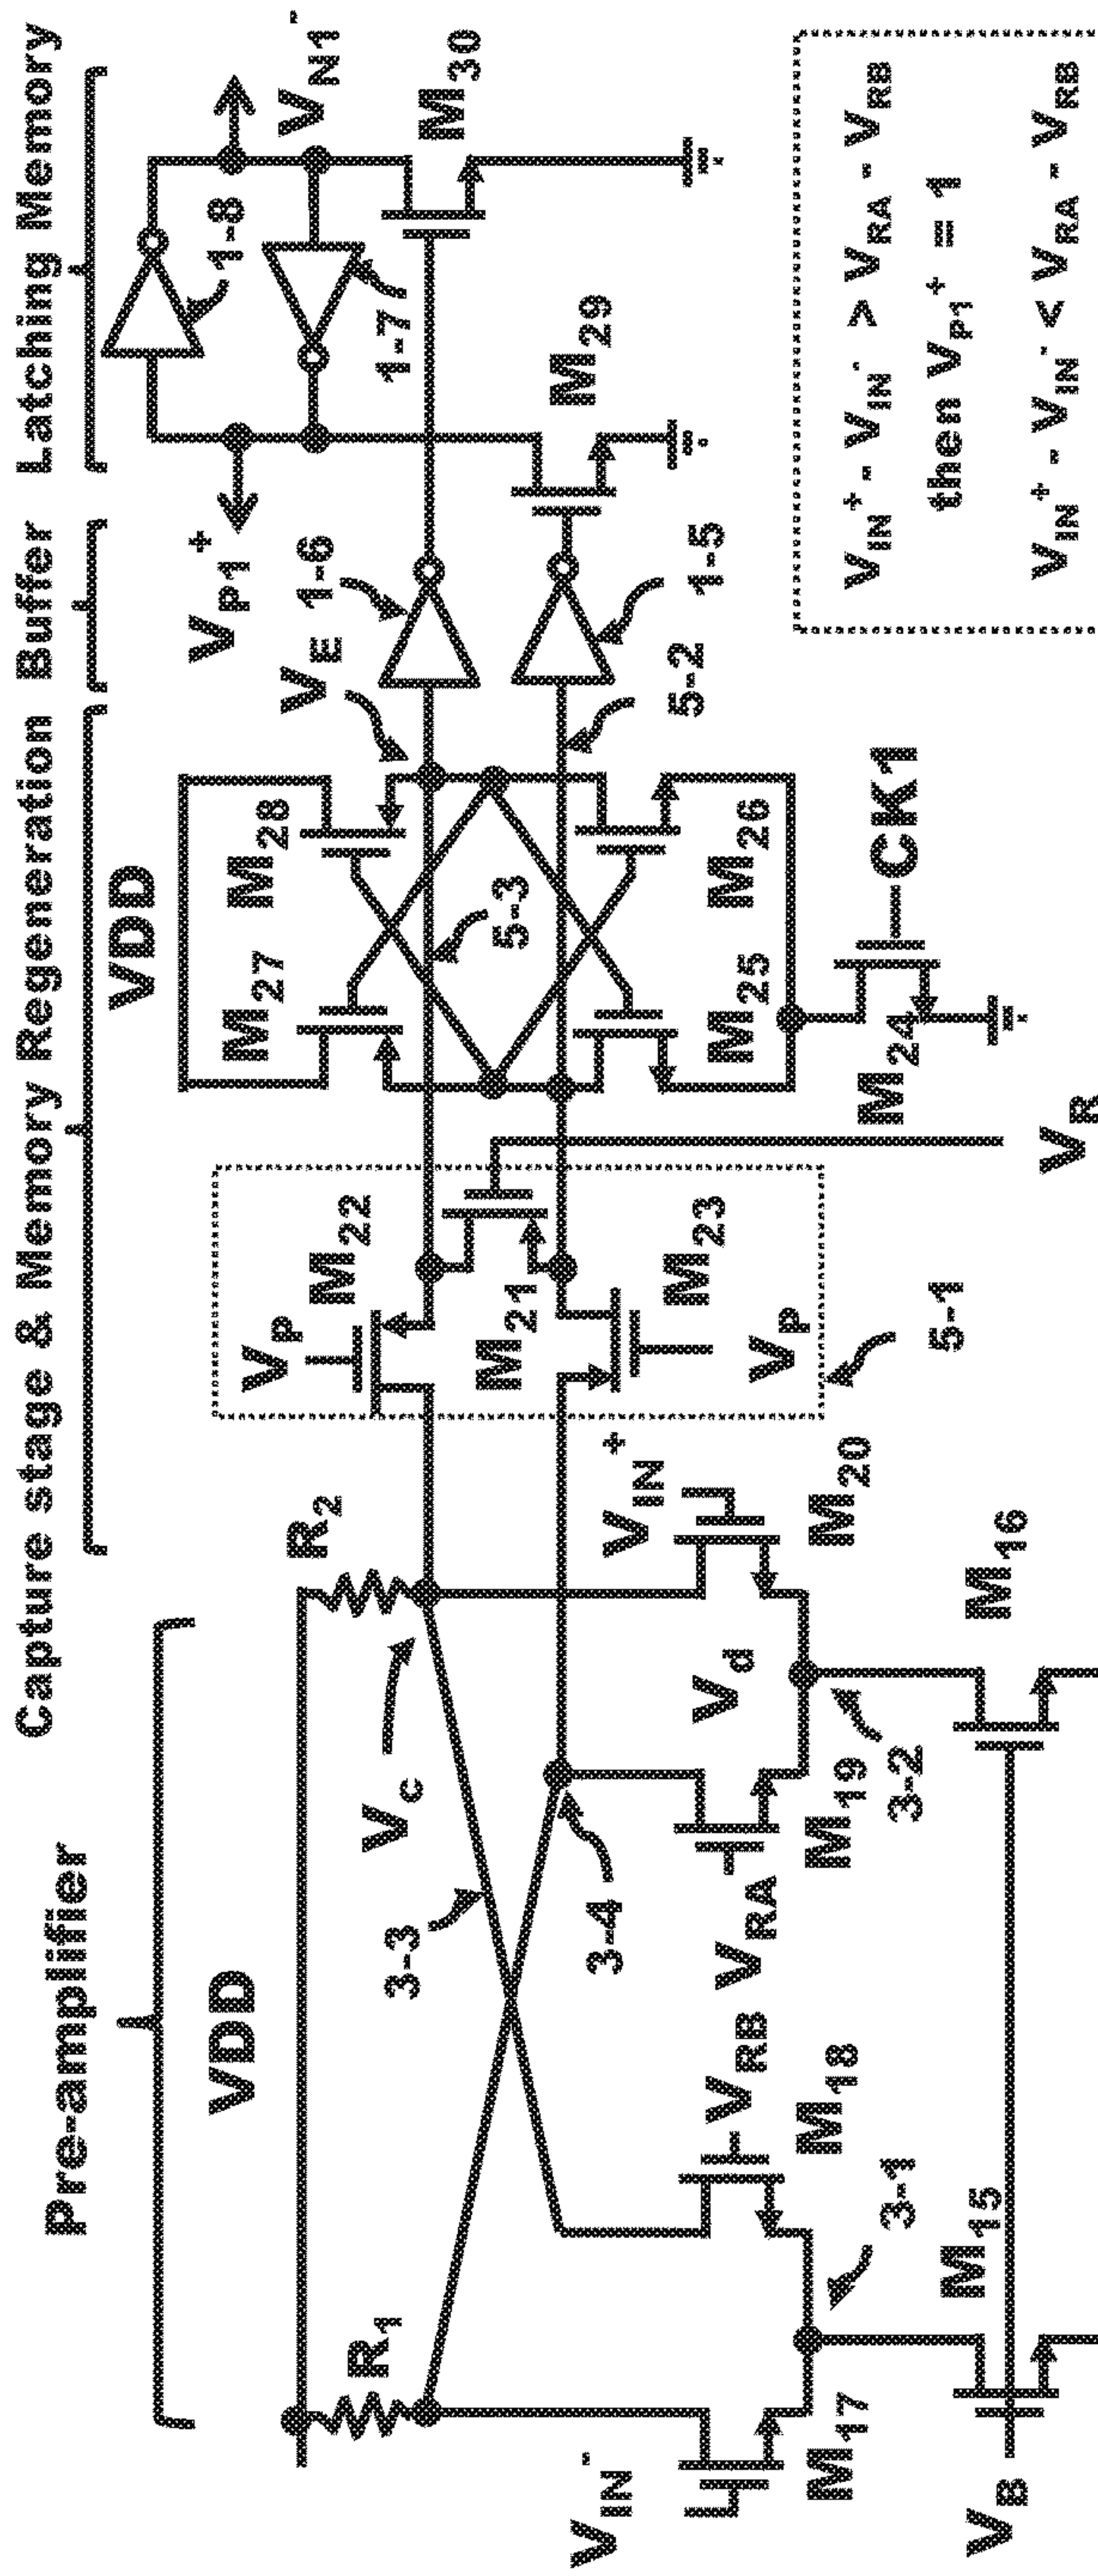 Pre-amplifier
Capture stage & Memory Regeneration
Buffer
Latching Memory
VDD
VDD
R1
R2
VC
3-3
3-4
VIN-
M17
VRB
M18
VRA
M19
Vd
VIN+
M20
3-1
3-2
VB
M15
M16
VP
M22
M21
M23
VP
5-1
VR
M27
M28
5-3
M25
M26
M24
CK1
VE
1-6
5-2
1-5
VP1+
1-8
1-7
VN1-
M29
M30
VIN+ - VIN- > VRA - VRB
then VP1+ = 1
VIN+ - VIN- < VRA - VRB